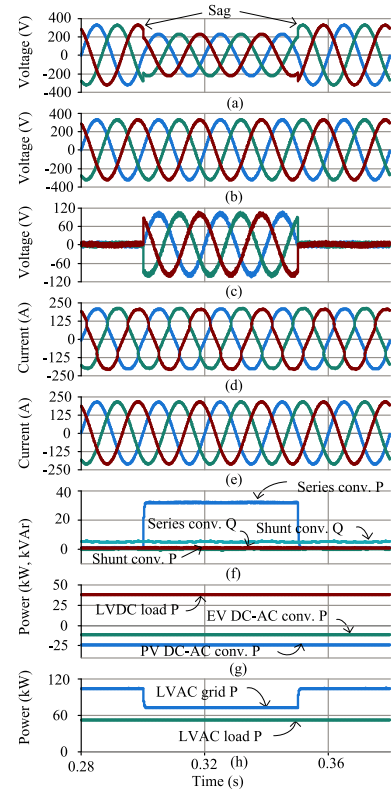 Sag
Voltage (V)
400
200
0
-200
-400
(a)
Voltage (V)
400
200
0
-200
-400
(b)
Voltage (V)
120
60
0
-60
-120
(c)
Current (A)
250
125
0
-125
-250
(d)
Current (A)
250
125
0
-125
-250
(e)
Power (kW, kVAr)
40
20
0
Series conv. P
Series conv. Q
Shunt conv. Q
Shunt conv. P
(f)
50
25
0
-25
LVDC load P
EV DC-AC conv. P
PV DC-AC conv. P
(g)
Power (kW)
120
60
0
LVAC grid P
LVAC load P
(h)
0.28
0.32
0.36
Time (s)